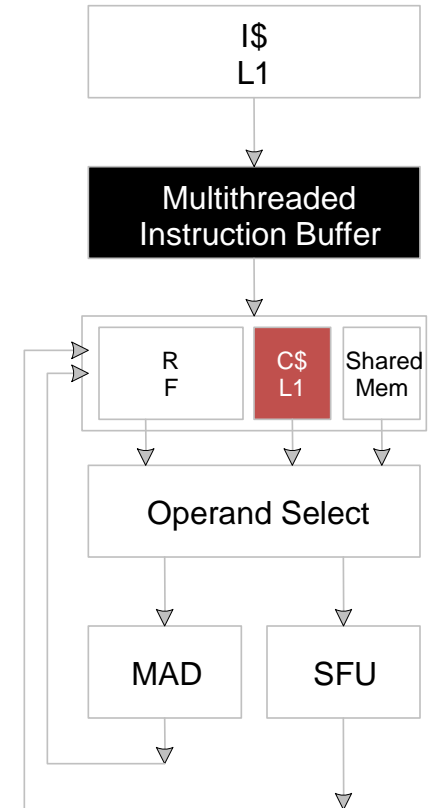 I$
L1
Multithreaded
Instruction Buffer
R
F
C$
L1
Shared
Mem
Operand Select
MAD
SFU